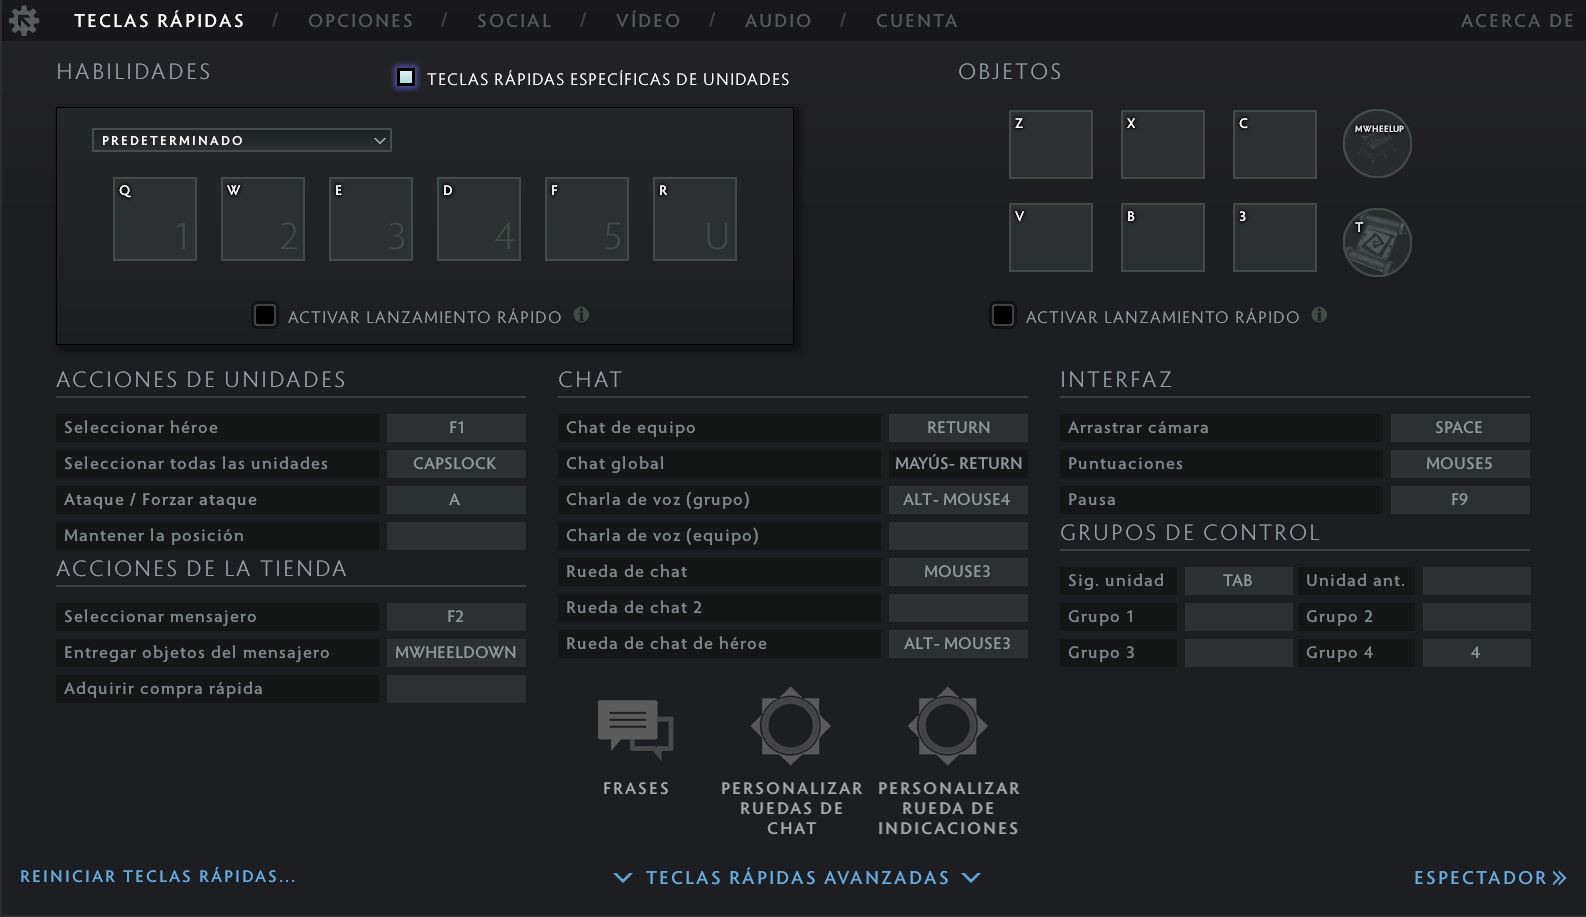 TECLAS RÁPIDAS / OPCIONES / SOCIAL / VÍDEO / AUDIO / CUENTA
ACERCA DE
HABILIDADES
TECLAS RÁPIDAS ESPECÍFICAS DE UNIDADES
PREDETERMINADO
Q W E D F R
1 2 3 4 5 U
ACTIVAR LANZAMIENTO RÁPIDO i
OBJETOS
Z X C MWHEELUP
V B 3 T
ACTIVAR LANZAMIENTO RÁPIDO i
ACCIONES DE UNIDADES
Seleccionar héroe F1
Seleccionar todas las unidades CAPSLOCK
Ataque / Forzar ataque A
Mantener la posición
ACCIONES DE LA TIENDA
Seleccionar mensajero F2
Entregar objetos del mensajero MWHEELDOWN
Adquirir compra rápida
CHAT
Chat de equipo RETURN
Chat global MAYÚS- RETURN
Charla de voz (grupo) ALT- MOUSE4
Charla de voz (equipo)
Rueda de chat MOUSE3
Rueda de chat 2
Rueda de chat de héroe ALT- MOUSE3
FRASES
PERSONALIZAR
RUEDAS DE
CHAT
PERSONALIZAR
RUEDA DE
INDICACIONES
INTERFAZ
Arrastrar cámara SPACE
Puntuaciones MOUSE5
Pausa F9
GRUPOS DE CONTROL
Sig. unidad TAB Unidad ant.
Grupo 1 Grupo 2
Grupo 3 Grupo 4 4
REINICIAR TECLAS RÁPIDAS...
TECLAS RÁPIDAS AVANZADAS
ESPECTADOR